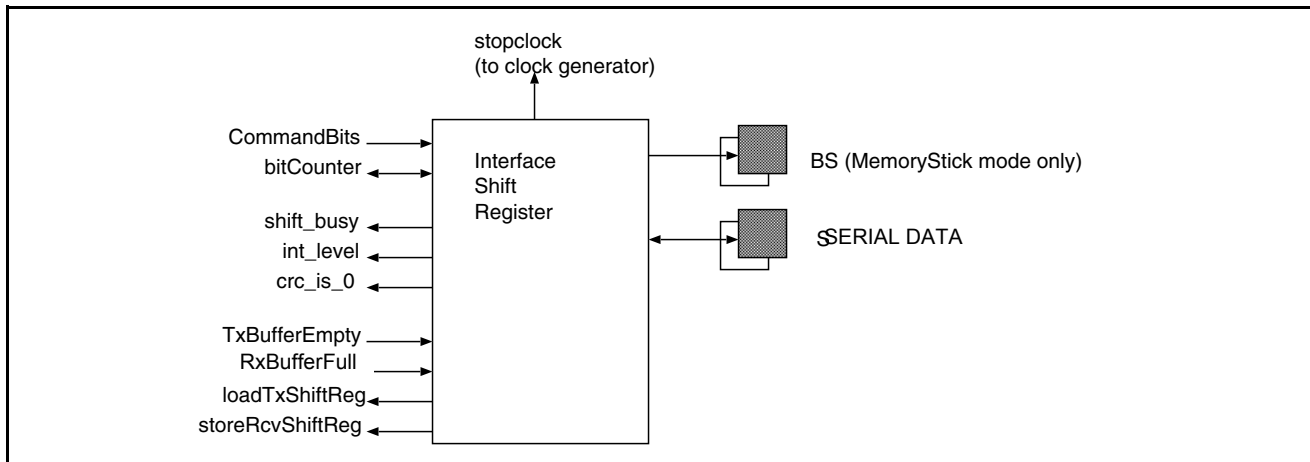 stopclock
(to clock generator)
CommandBits
bitCounter
shift_busy
int_level
crc_is_0
TxBufferEmpty
RxBufferFull
loadTxShiftReg
storeRcvShiftReg
Interface
Shift
Register
BS (MemoryStick mode only)
SSERIAL DATA